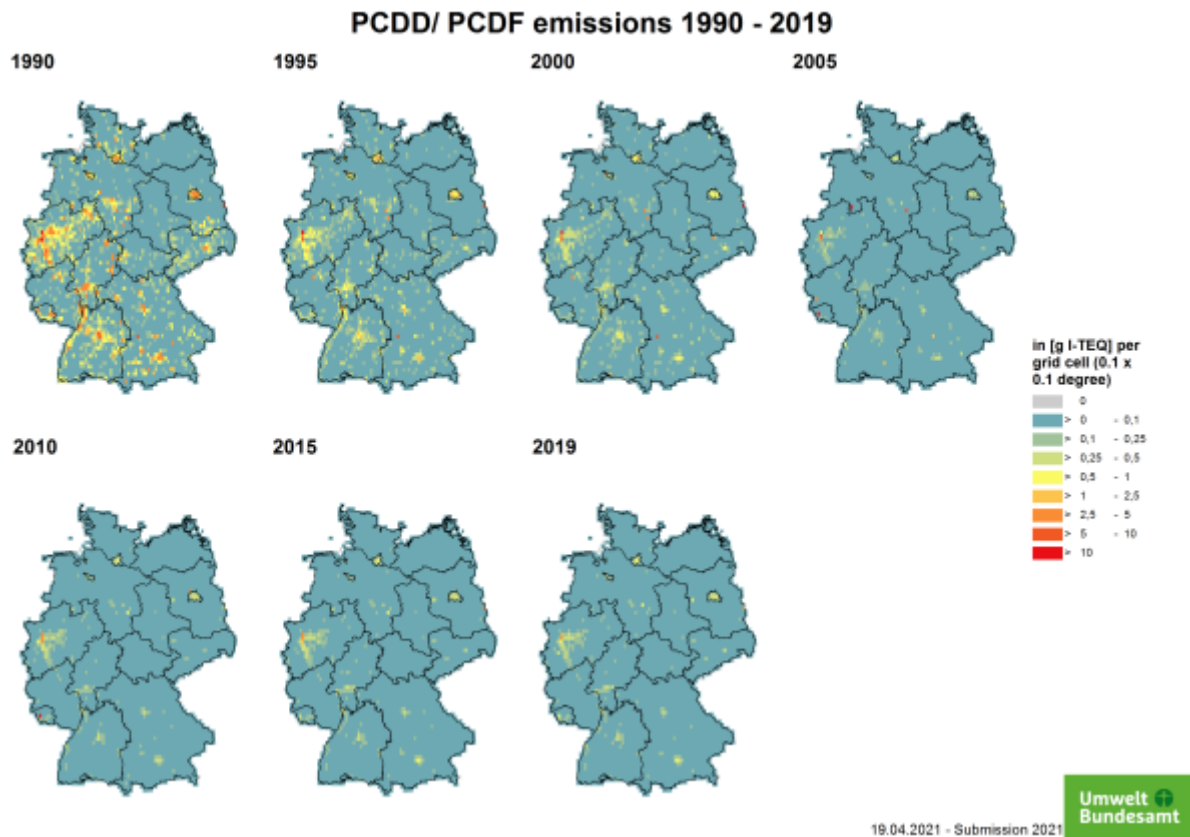 PCDD/ PCDF emissions 1990 - 2019
1990
1995
2000
2005
in [g I-TEQ] per
grid cell (0.1 x
0.1 degree)
0
> 0 - 0,1
> 0,1 - 0,25
> 0,25 - 0,5
> 0,5 - 1
> 1 - 2,5
> 2,5 - 5
> 5 - 10
> 10
2010
2015
2019
Umwelt
Bundesamt
19.04.2021 - Submission 2021